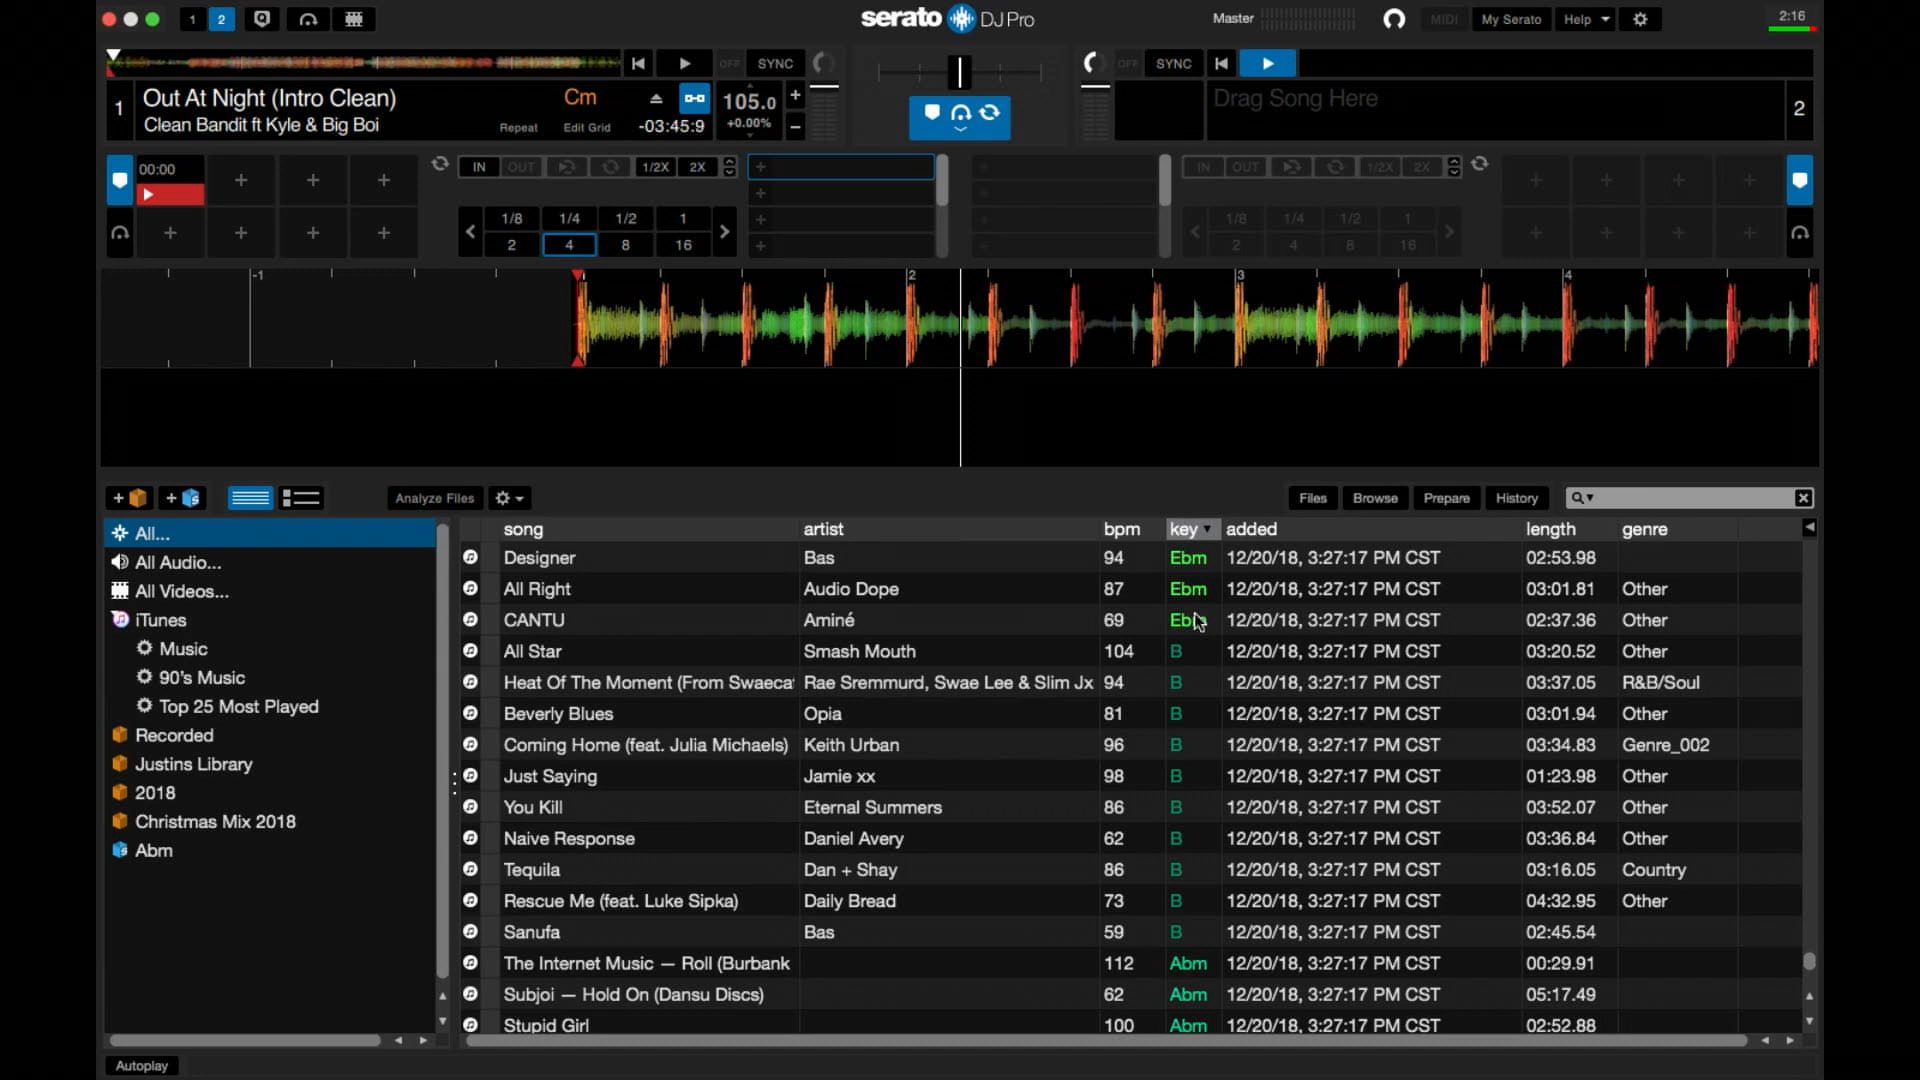 1 2 serato DJ Pro Master MIDI My Serato Help 2:16
OFF SYNC OFF SYNC
1 Out At Night (Intro Clean) Cm 105.0 + Drag Song Here 2
Clean Bandit ft Kyle & Big Boi Repeat Edit Grid -03:45:9 +0.00% −
00:00 + + + IN OUT 1/2X 2X + + IN OUT 1/2X 2X + + + +
+ +
+ + + + 1/8 1/4 1/2 1 + + 1/8 1/4 1/2 1 + + + +
2 4 8 16 + + 2 4 8 16
-1 1 2 3 4
+ + Analyze Files Files Browse Prepare History
All...
All Audio...
All Videos...
iTunes
Music
90's Music
Top 25 Most Played
Recorded
Justins Library
2018
Christmas Mix 2018
Abm
song artist bpm key added length genre
Designer Bas 94 Ebm 12/20/18, 3:27:17 PM CST 02:53.98
All Right Audio Dope 87 Ebm 12/20/18, 3:27:17 PM CST 03:01.81 Other
CANTU Aminé 69 Ebm 12/20/18, 3:27:17 PM CST 02:37.36 Other
All Star Smash Mouth 104 B 12/20/18, 3:27:17 PM CST 03:20.52 Other
Heat Of The Moment (From Swaecat Rae Sremmurd, Swae Lee & Slim Jx 94 B 12/20/18, 3:27:17 PM CST 03:37.05 R&B/Soul
Beverly Blues Opia 81 B 12/20/18, 3:27:17 PM CST 03:01.94 Other
Coming Home (feat. Julia Michaels) Keith Urban 96 B 12/20/18, 3:27:17 PM CST 03:34.83 Genre_002
Just Saying Jamie xx 98 B 12/20/18, 3:27:17 PM CST 01:23.98 Other
You Kill Eternal Summers 86 B 12/20/18, 3:27:17 PM CST 03:52.07 Other
Naive Response Daniel Avery 62 B 12/20/18, 3:27:17 PM CST 03:36.84 Other
Tequila Dan + Shay 86 B 12/20/18, 3:27:17 PM CST 03:16.05 Country
Rescue Me (feat. Luke Sipka) Daily Bread 73 B 12/20/18, 3:27:17 PM CST 04:32.95 Other
Sanufa Bas 59 B 12/20/18, 3:27:17 PM CST 02:45.54
The Internet Music — Roll (Burbank 112 Abm 12/20/18, 3:27:17 PM CST 00:29.91
Subjoi — Hold On (Dansu Discs) 62 Abm 12/20/18, 3:27:17 PM CST 05:17.49
Stupid Girl 100 Abm 12/20/18, 3:27:17 PM CST 02:52.88
Autoplay